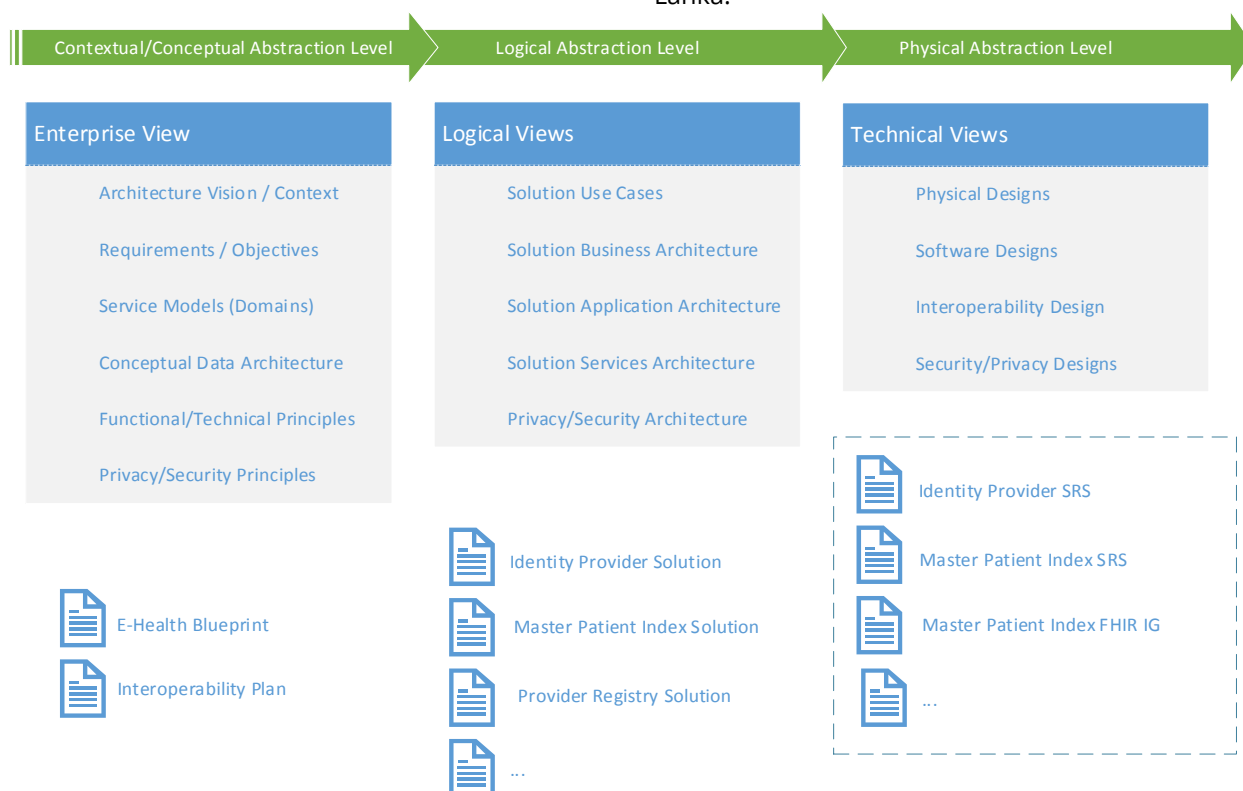 Lanka.
Contextual/Conceptual Abstraction Level
Logical Abstraction Level
Physical Abstraction Level
Enterprise View
Architecture Vision / Context
Requirements / Objectives
Service Models (Domains)
Conceptual Data Architecture
Functional/Technical Principles
Privacy/Security Principles
E-Health Blueprint
Interoperability Plan
Logical Views
Solution Use Cases
Solution Business Architecture
Solution Application Architecture
Solution Services Architecture
Privacy/Security Architecture
Identity Provider Solution
Master Patient Index Solution
Provider Registry Solution
...
Technical Views
Physical Designs
Software Designs
Interoperability Design
Security/Privacy Designs
Identity Provider SRS
Master Patient Index SRS
Master Patient Index FHIR IG
...